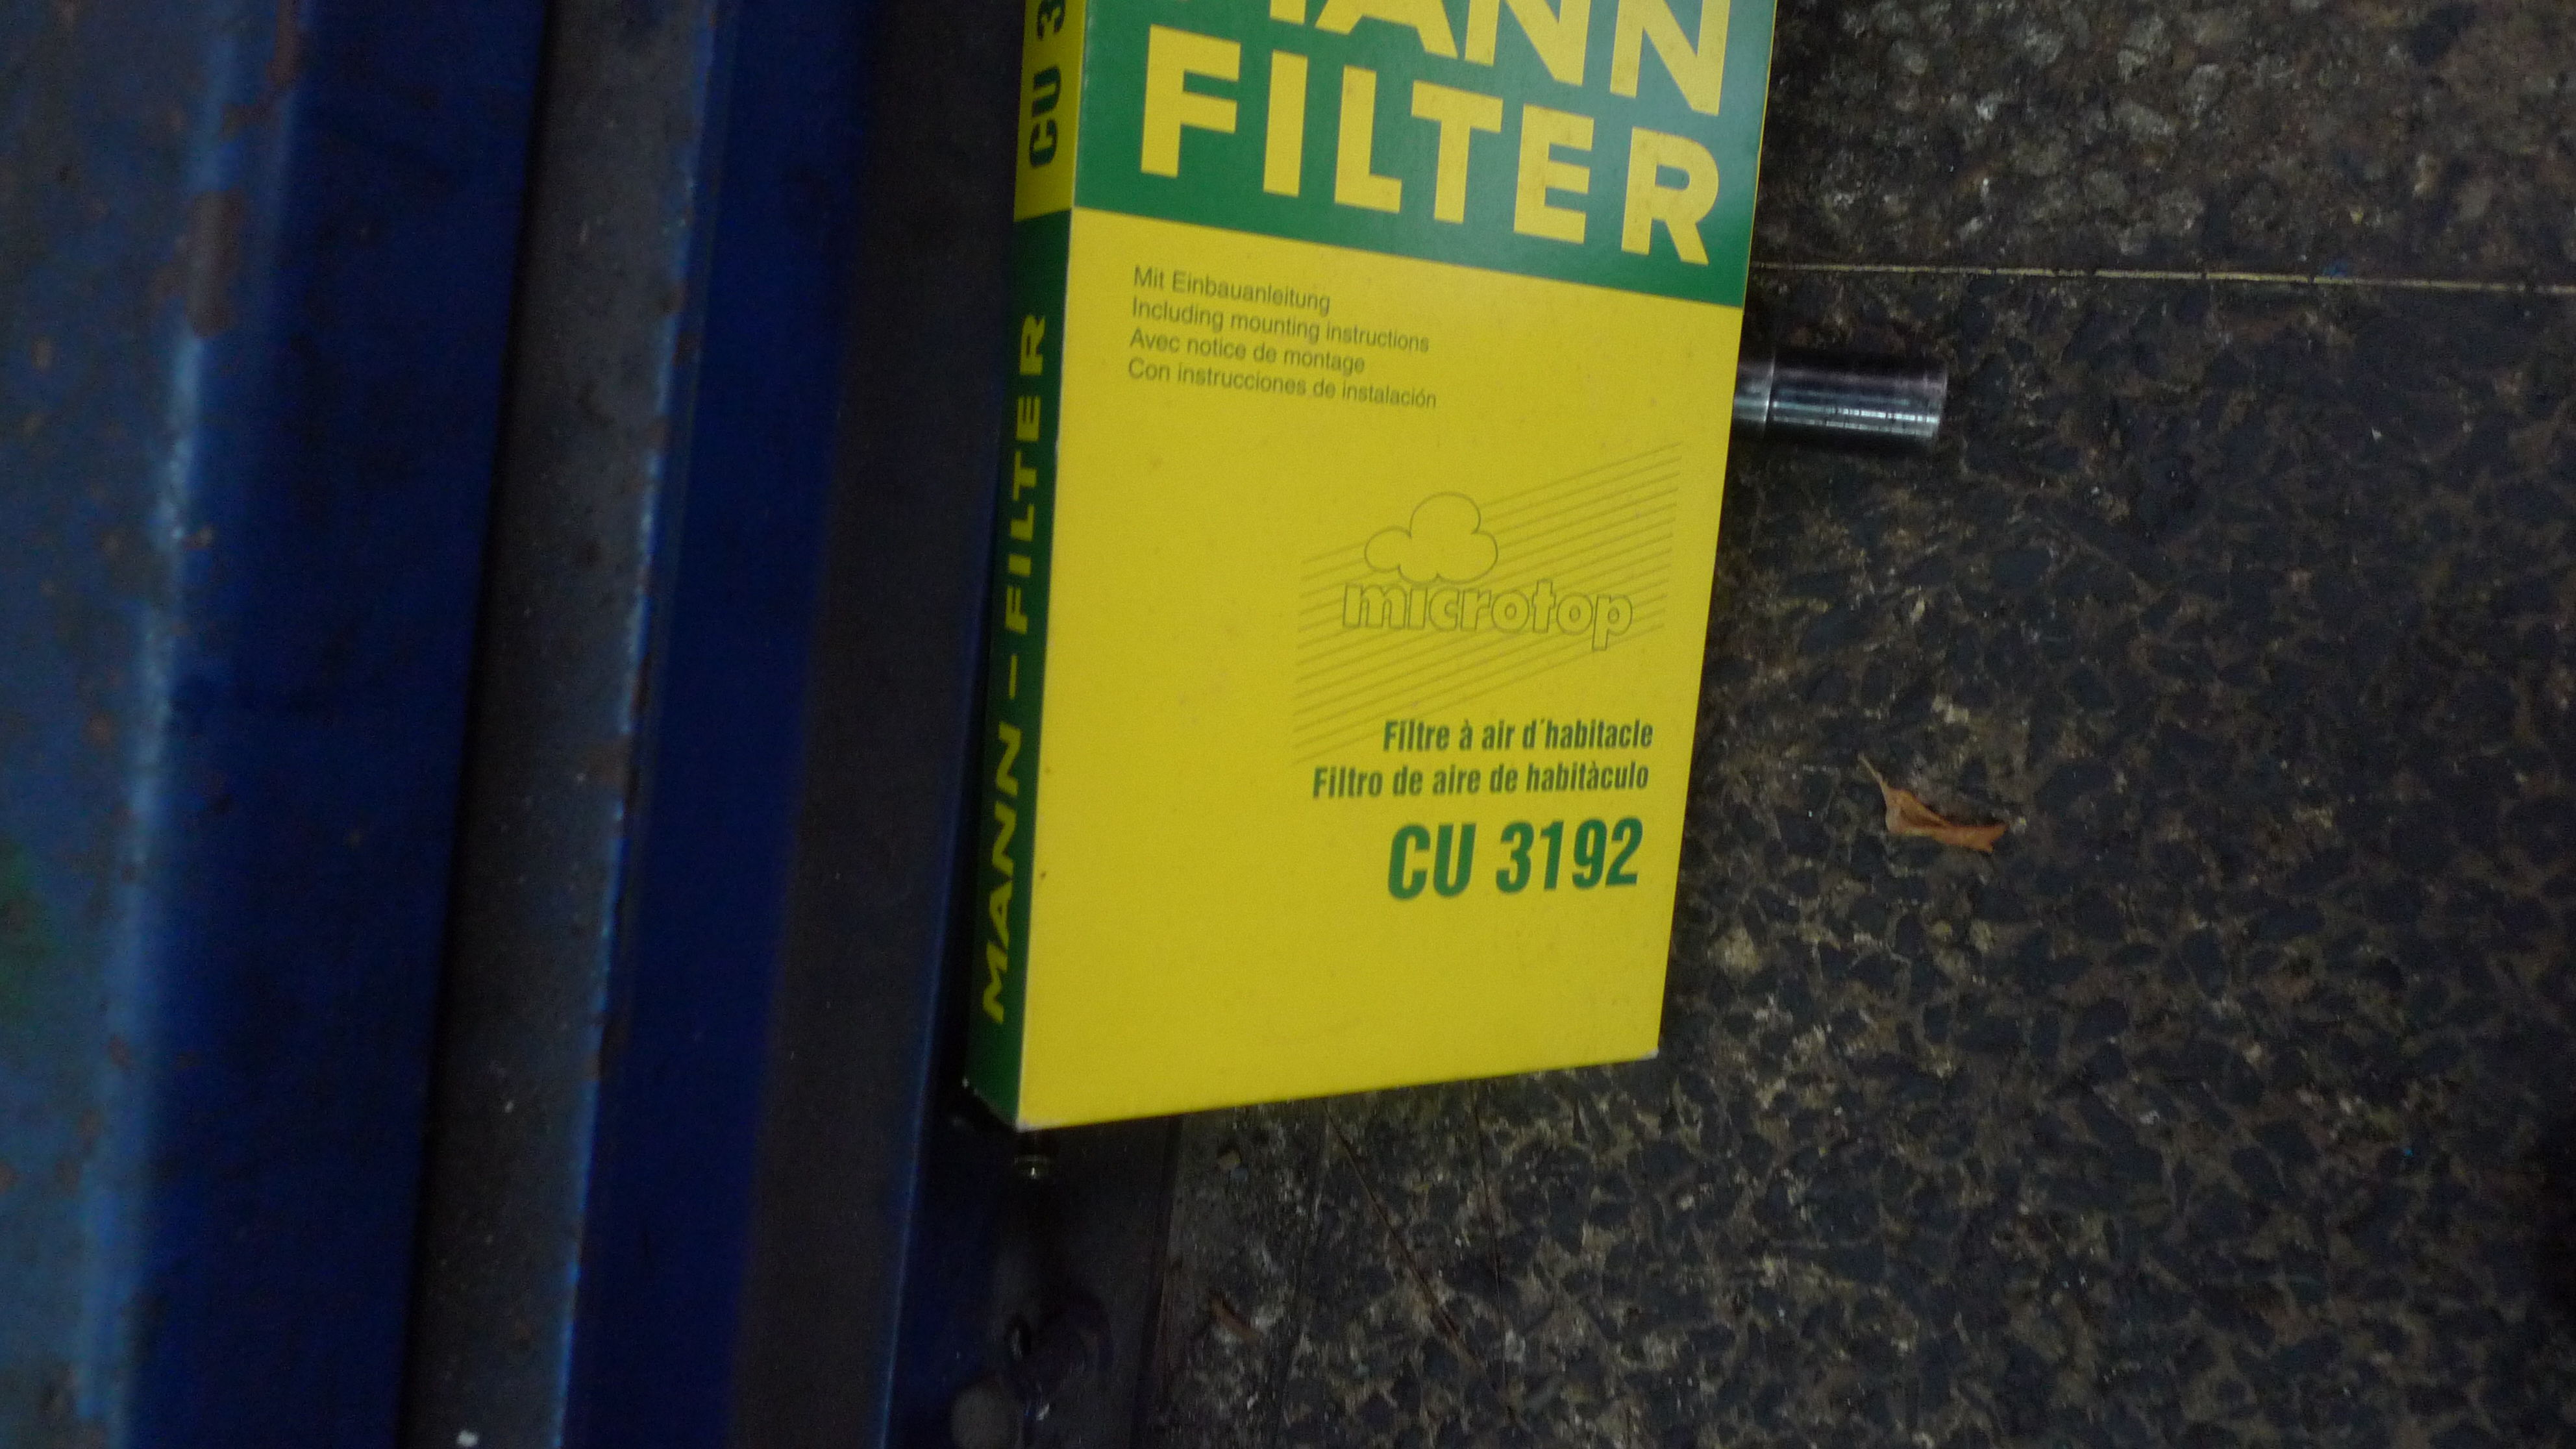 MANN
FILTER
Mit Einbauanleitung
Including mounting instructions
Avec notice de montage
Con instrucciones de instalación
microtop
Filtre à air d´habitacle
Filtro de aire de habitàculo
CU 3192
CU 3
MANN-FILTER